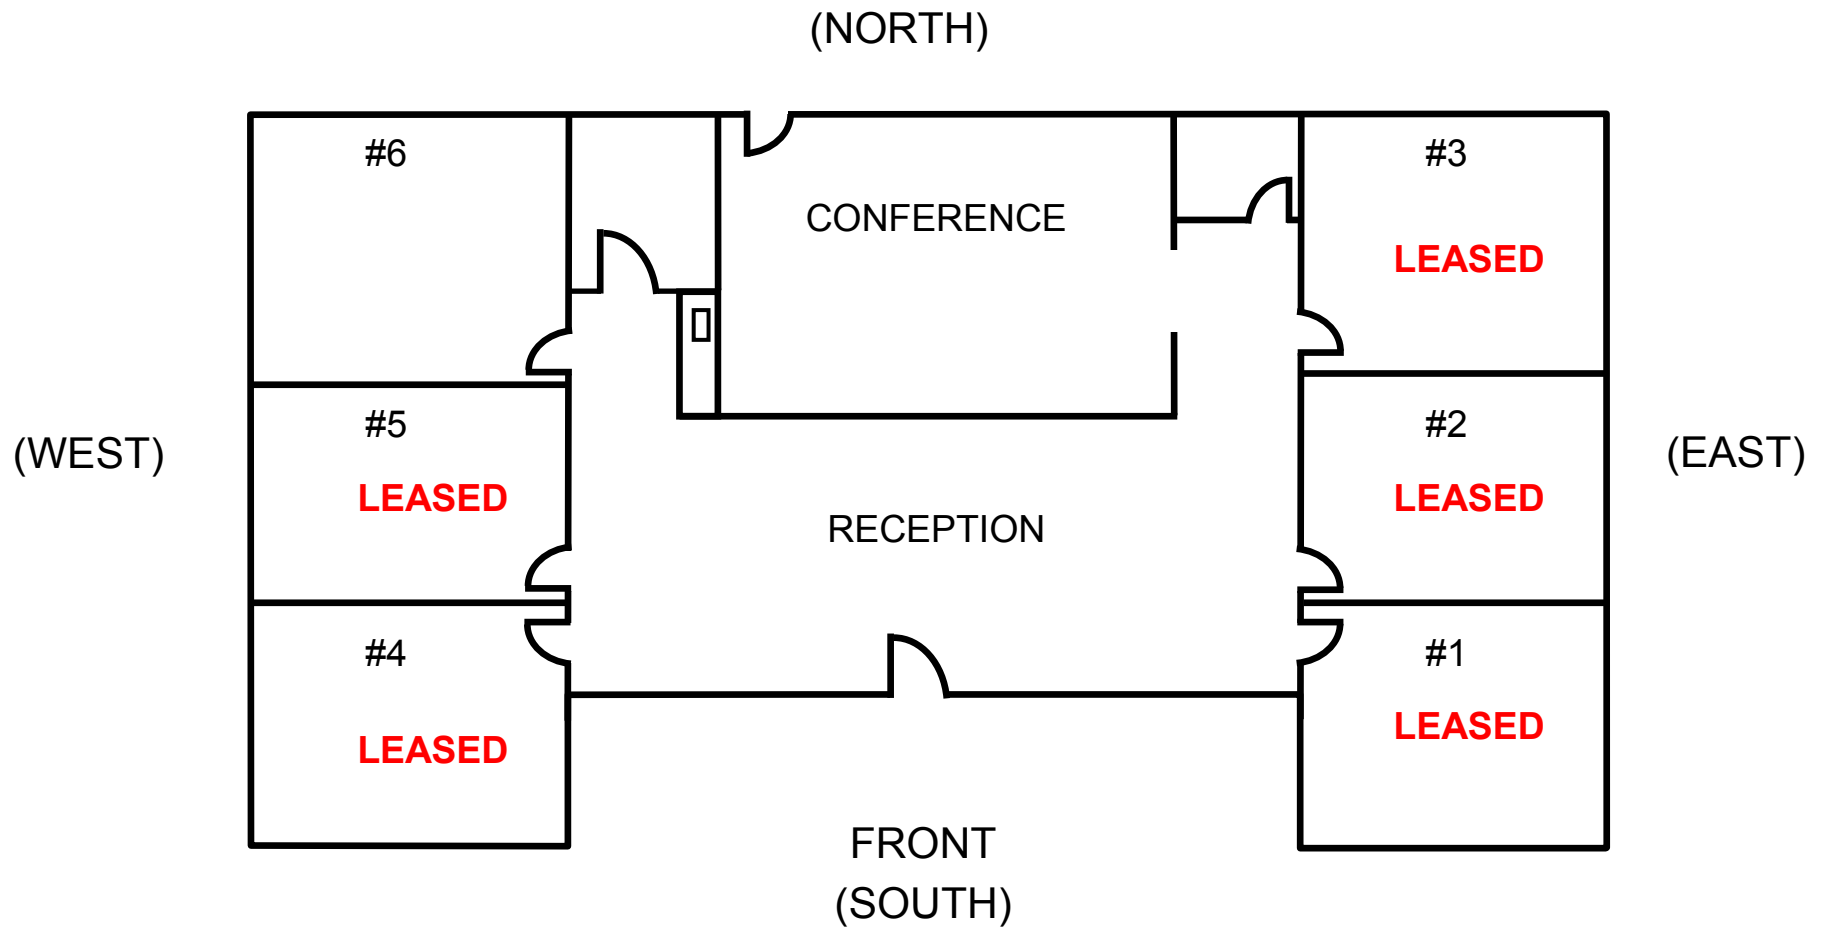 (NORTH)
#6
#3
CONFERENCE
LEASED
#5
#2
(WEST)
(EAST)
LEASED
LEASED
RECEPTION
#4
#1
LEASED
LEASED
FRONT
(SOUTH)